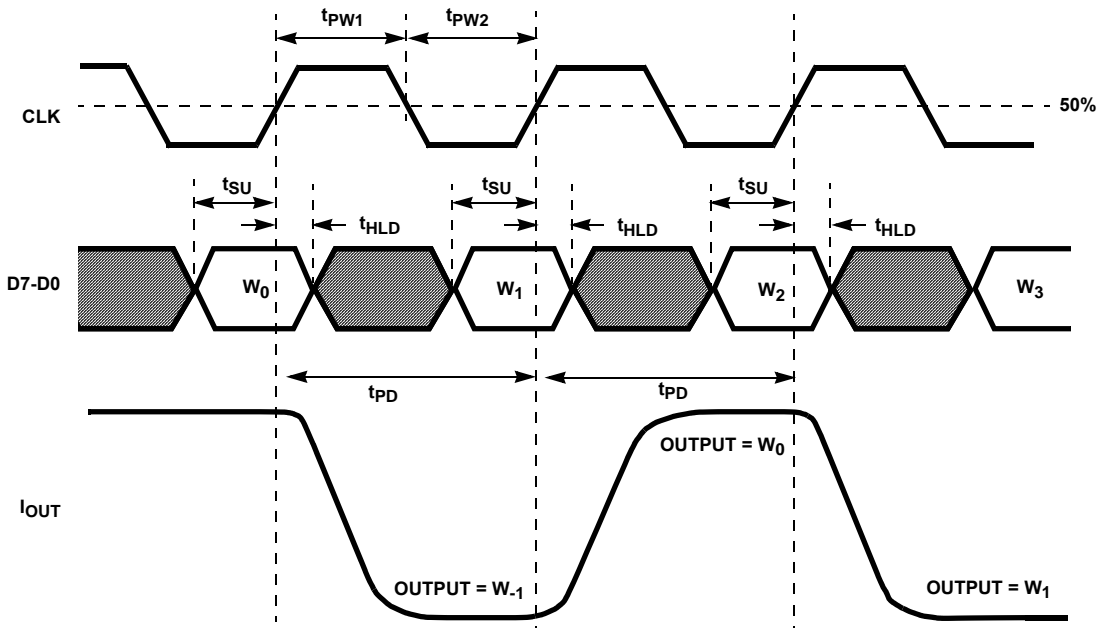 tPW1 tPW2
CLK
50%
tSU tSU tSU
tHLD tHLD tHLD
D7-D0
W0 W1 W2 W3
tPD tPD
OUTPUT = W0
IOUT
OUTPUT = W-1
OUTPUT = W1